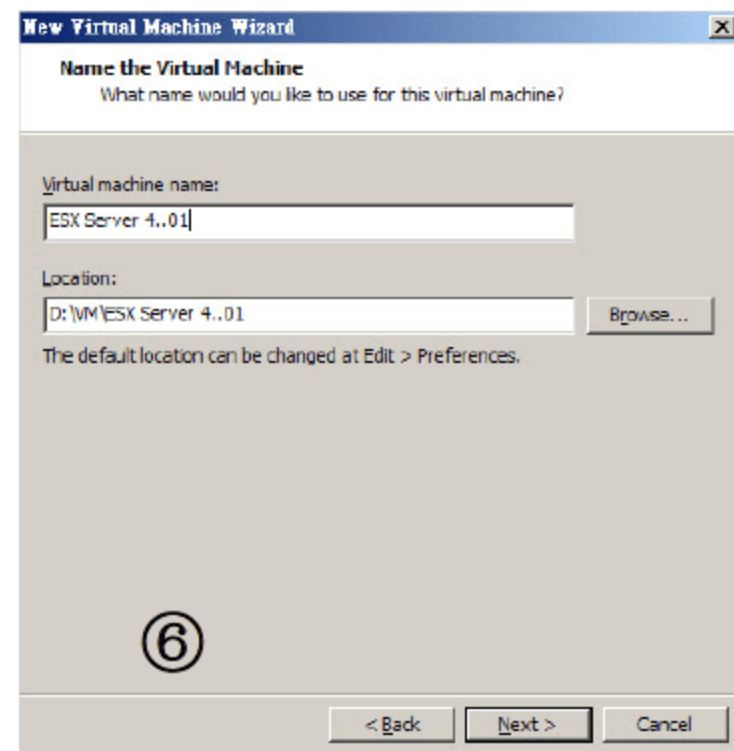 New Virtual Machine Wizard
Name the Virtual Machine
What name would you like to use for this virtual machine?
Virtual machine name:
ESX Server 4..01
Location:
D:\VM\ESX Server 4..01
Browse...
The default location can be changed at Edit > Preferences.
⑥
< Back Next > Cancel